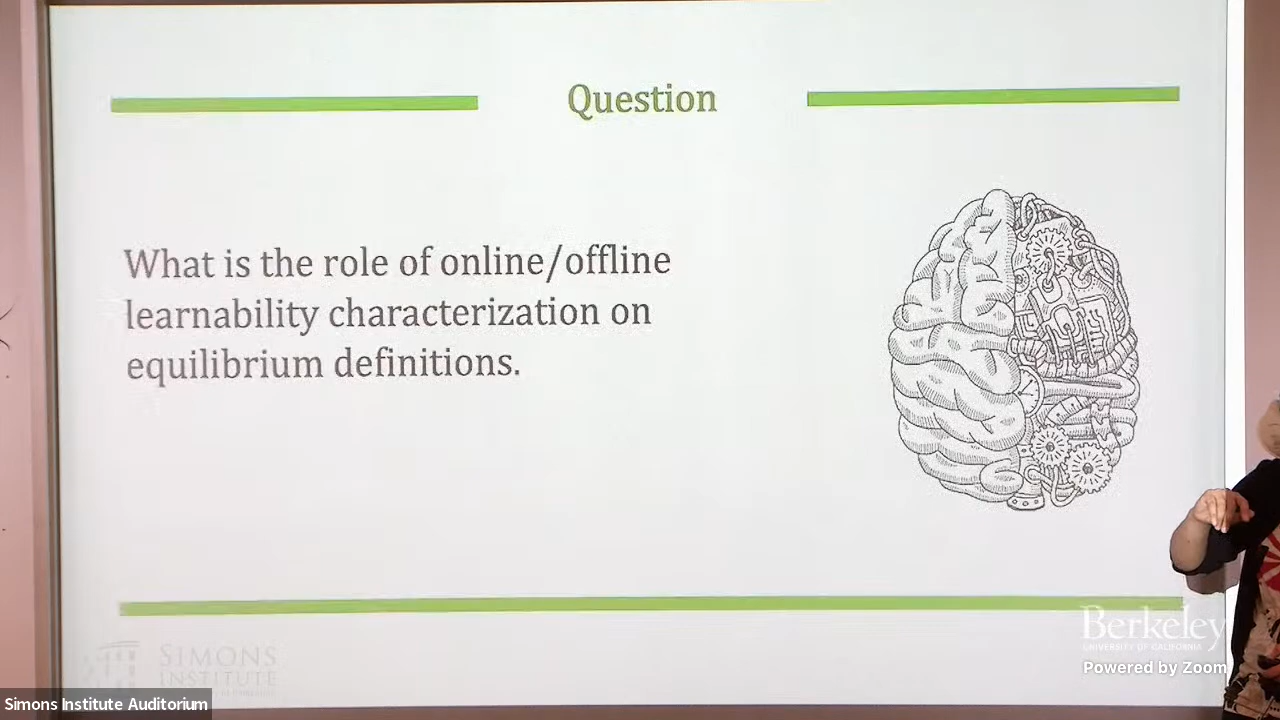 Question
What is the role of online/offline
learnability characterization on
equilibrium definitions.
SIMONS
INSTITUTE
Berkeley
UNIVERSITY OF CALIFORNIA
Powered by Zoom
Simons Institute Auditorium